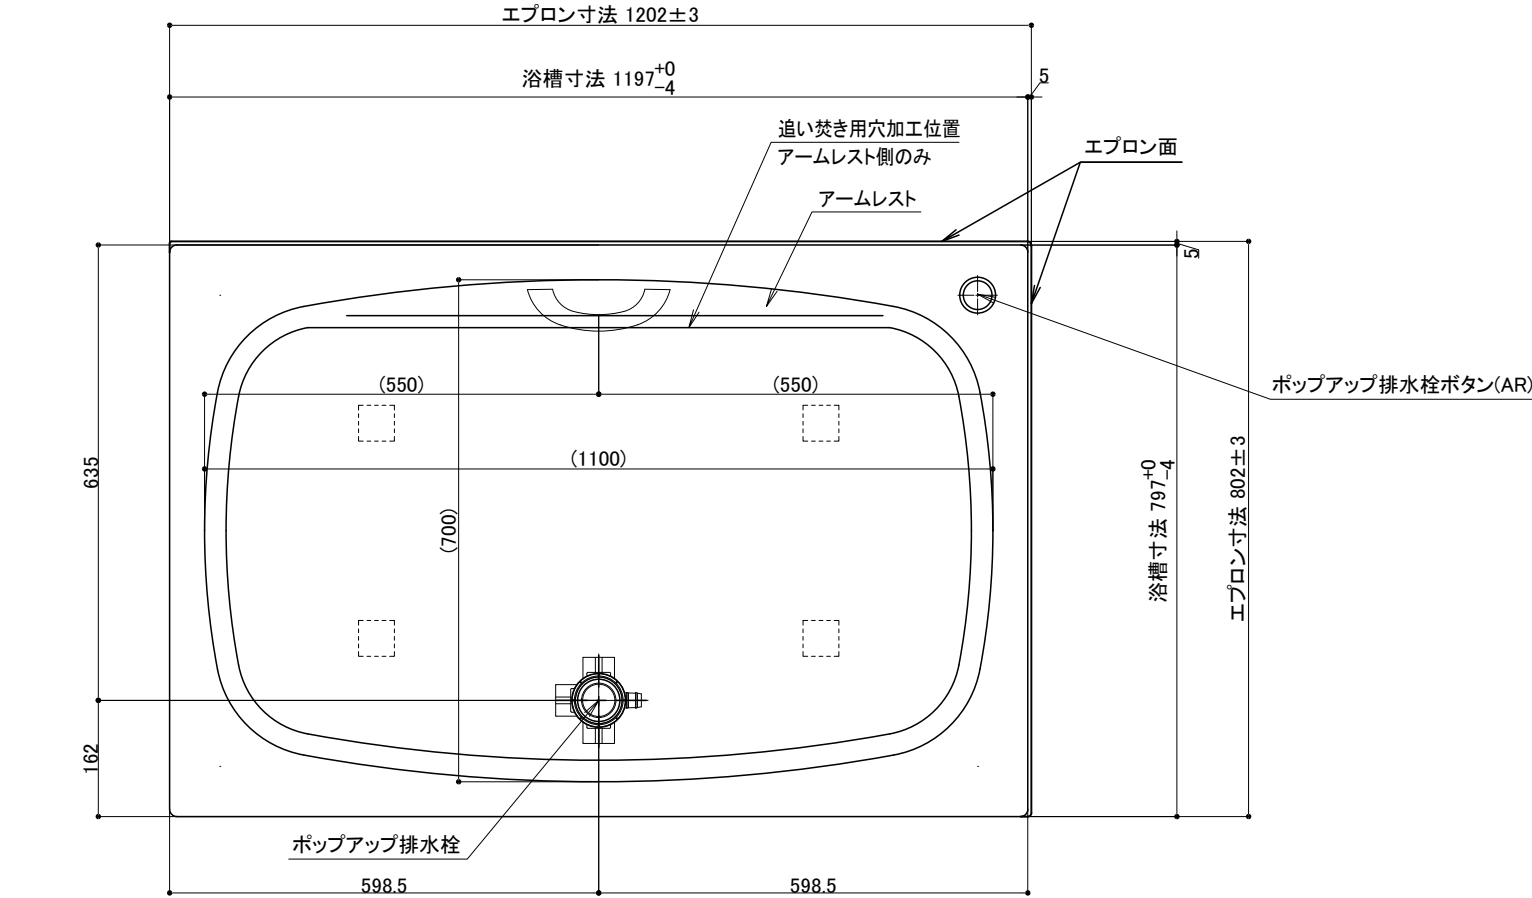 エプロン寸法 1202±3
浴槽寸法 1197 +0 -4
5
追い焚き用穴加工位置
アームレスト側のみ
エプロン面
アームレスト
5
(550)
(550)
ポップアップ排水栓ボタン(AR)
(1100)
635
(700)
浴槽寸法 797 +0 -4
エプロン寸法 802±3
162
ポップアップ排水栓
598.5
598.5